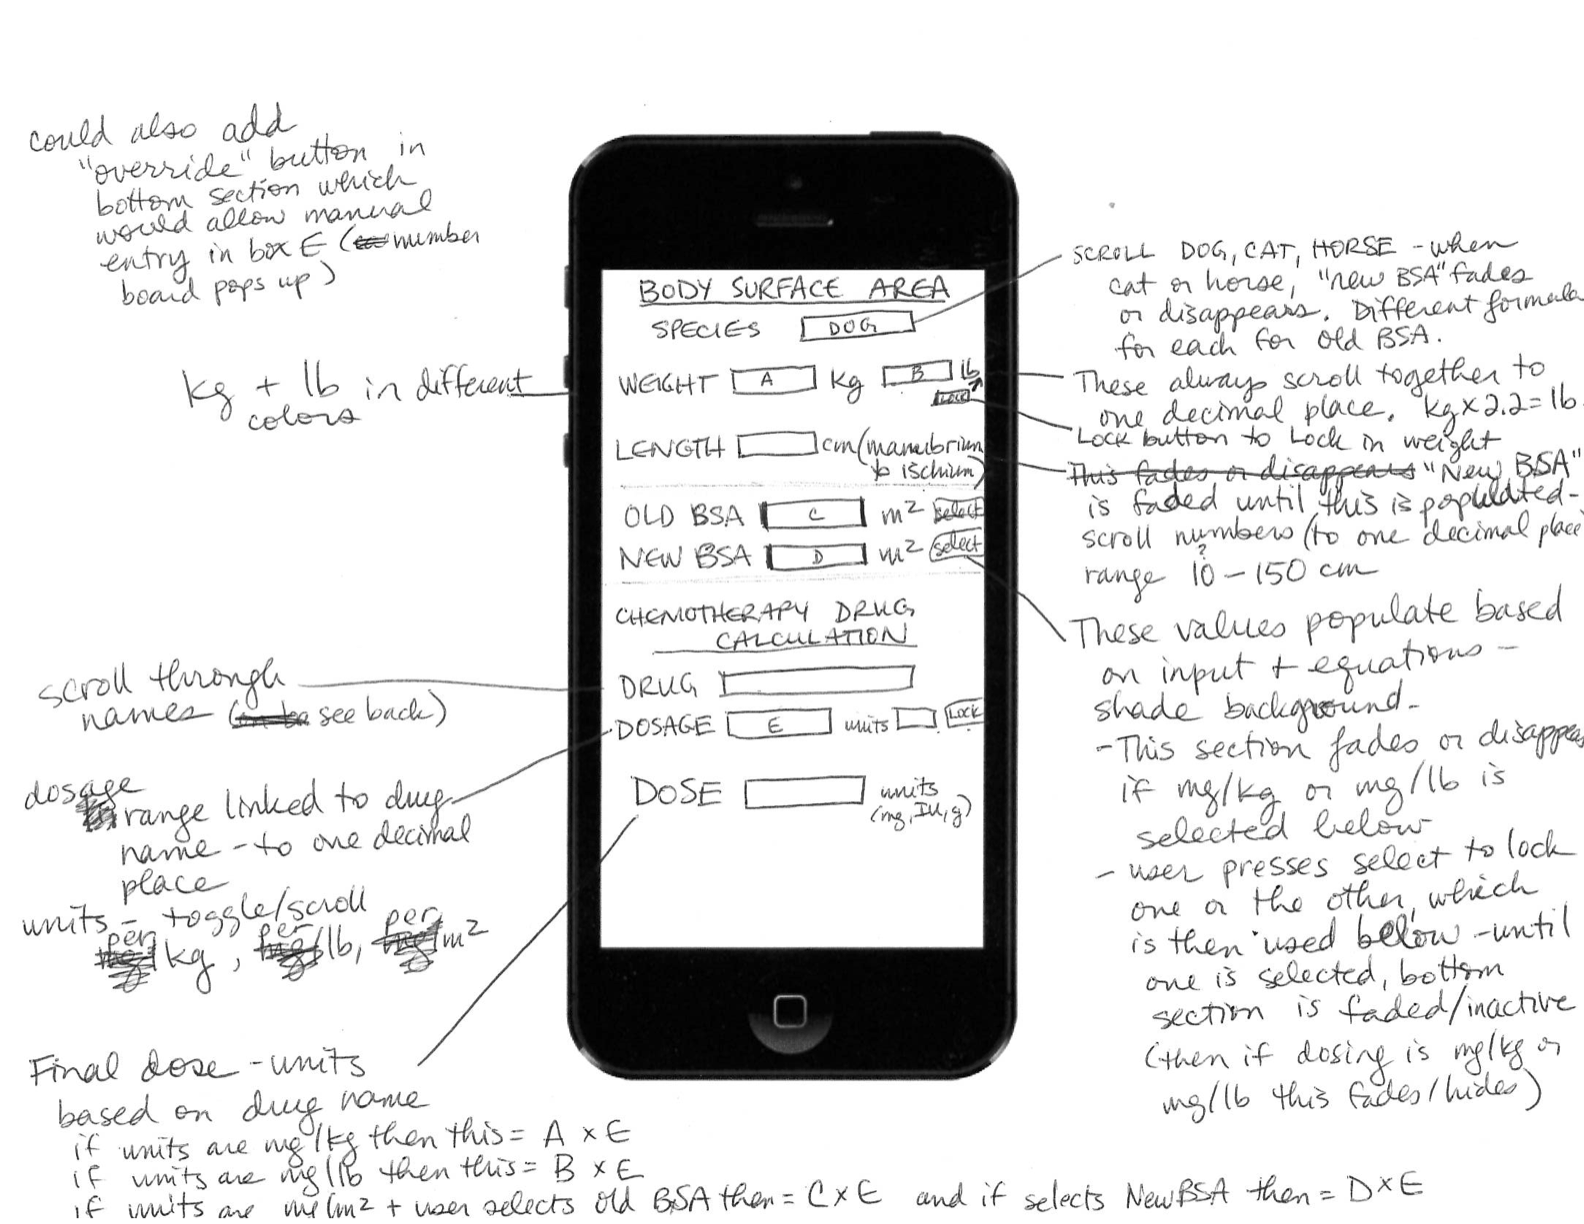 could also add
"override" button in
bottom section which
would allow manual
entry in box E (number
board pops up)
kg + lb in different
colors
scroll through
names (see back)
dosage
range linked to drug
name - to one decimal
place
units - toggle/scroll
per/kg, per/lb, per/m²
Final dose - units
based on drug name
if units are mg/kg then this = A x E
if units are mg/lb then this = B x E
if units are mg/m² + user selects old BSA then = C x E and if selects New BSA then = D x E
BODY SURFACE AREA
SPECIES DOG
WEIGHT A kg B lb
LOCK
LENGTH cm (manubrium
to ischium)
OLD BSA C m² select
NEW BSA D m² select
CHEMOTHERAPY DRUG
CALCULATION
DRUG
DOSAGE E units LOCK
DOSE units
(mg, IU, g)
SCROLL DOG, CAT, HORSE - when
cat or horse, "new BSA" fades
or disappears. Different formula
for each for old BSA.
These always scroll together to
one decimal place. kg x 2.2 = lb
Lock button to Lock in weight
This fades or disappears "New BSA"
is faded until this is populated -
scroll numbers (to one decimal place)
?
range 10 - 150 cm
These values populate based
on input + equations -
shade background -
- This section fades or disappears
if mg/kg or mg/lb is
selected below
- user presses select to lock
one or the other, which
is then used below - until
one is selected, bottom
section is faded/inactive
(then if dosing is mg/kg or
mg/lb this fades/hides)